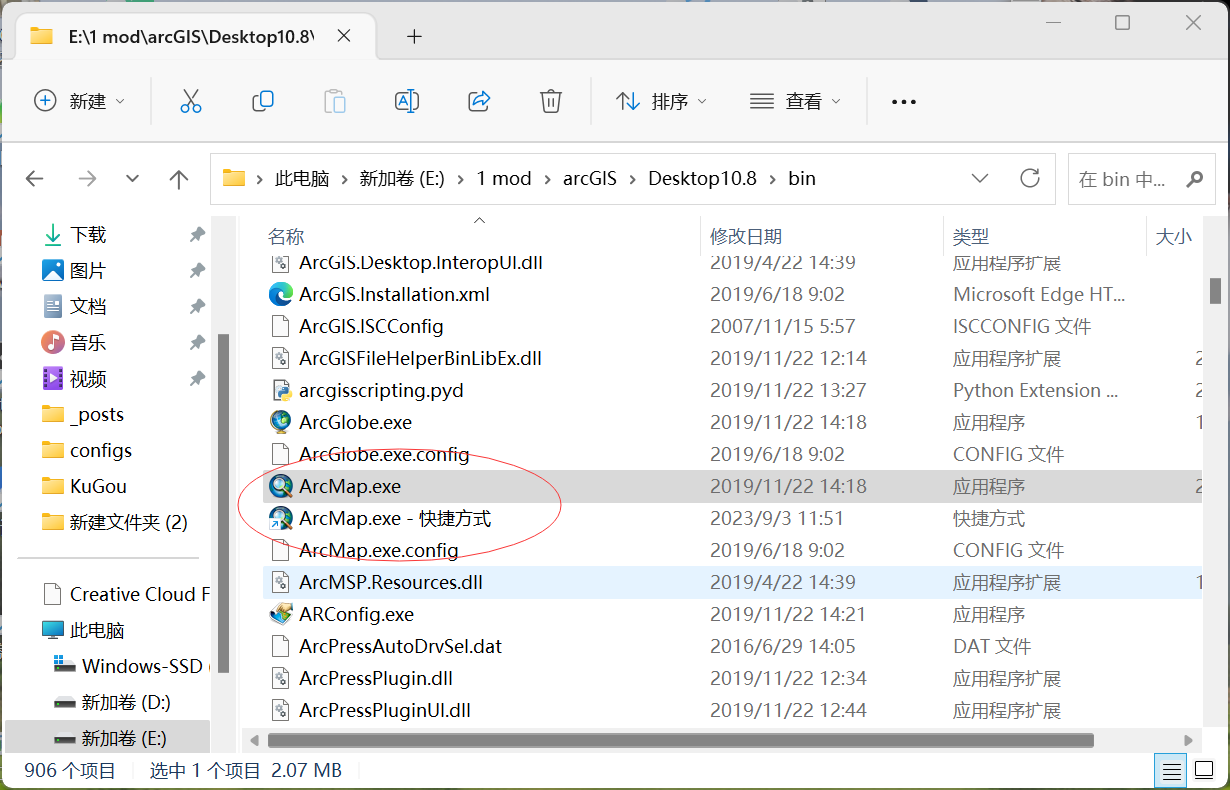 E:\1 mod\arcGIS\Desktop10.8\
新建
排序
查看
此电脑 新加卷 (E:) 1 mod arcGIS Desktop10.8 bin
在 bin 中...
下载
图片
文档
音乐
视频
_posts
configs
KuGou
新建文件夹 (2)
Creative Cloud F
此电脑
Windows-SSD (
新加卷 (D:)
新加卷 (E:)
名称 修改日期 类型 大小
ArcGIS.Desktop.InteropUI.dll 2019/4/22 14:39 应用程序扩展
ArcGIS.Installation.xml 2019/6/18 9:02 Microsoft Edge HT...
ArcGIS.ISCConfig 2007/11/15 5:57 ISCCONFIG 文件
ArcGISFileHelperBinLibEx.dll 2019/11/22 12:14 应用程序扩展 2
arcgisscripting.pyd 2019/11/22 13:27 Python Extension ... 2
ArcGlobe.exe 2019/11/22 14:18 应用程序 1
ArcGlobe.exe.config 2019/6/18 9:02 CONFIG 文件
ArcMap.exe 2019/11/22 14:18 应用程序 2
ArcMap.exe - 快捷方式 2023/9/3 11:51 快捷方式
ArcMap.exe.config 2019/6/18 9:02 CONFIG 文件
ArcMSP.Resources.dll 2019/4/22 14:39 应用程序扩展 1
ARConfig.exe 2019/11/22 14:21 应用程序
ArcPressAutoDrvSel.dat 2016/6/29 14:05 DAT 文件
ArcPressPlugin.dll 2019/11/22 12:34 应用程序扩展
ArcPressPluginUI.dll 2019/11/22 12:44 应用程序扩展
906 个项目 选中 1 个项目 2.07 MB